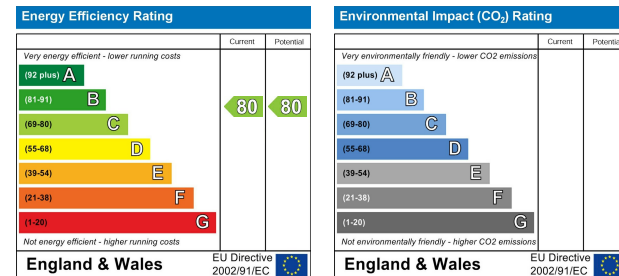 Energy Efficiency Rating
Current Potential
Very energy efficient - lower running costs
(92 plus) A
(81-91) B
(69-80) C
(55-68) D
(39-54) E
(21-38) F
(1-20) G
80 80
Not energy efficient - higher running costs
England & Wales
EU Directive
2002/91/EC
Environmental Impact (CO₂) Rating
Current Potentia
Very environmentally friendly - lower CO2 emissions
(92 plus) A
(81-91) B
(69-80) C
(55-68) D
(39-54) E
(21-38) F
(1-20) G
Not environmentally friendly - higher CO2 emissions
England & Wales
EU Directive
2002/91/EC